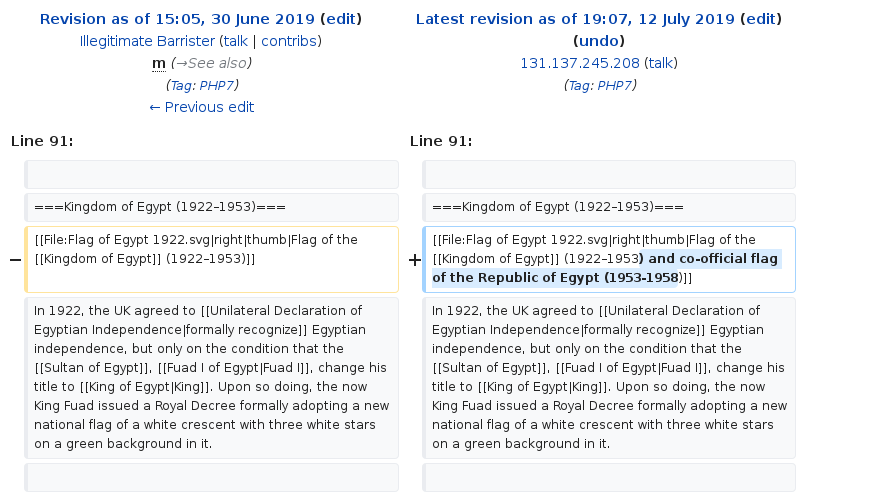 Revision as of 15:05, 30 June 2019 (edit)
Illegitimate Barrister (talk | contribs)
m (→See also)
(Tag: PHP7)
← Previous edit
Latest revision as of 19:07, 12 July 2019 (edit)
(undo)
131.137.245.208 (talk)
(Tag: PHP7)
Line 91:
Line 91:
===Kingdom of Egypt (1922–1953)===
===Kingdom of Egypt (1922–1953)===
−
[[File:Flag of Egypt 1922.svg|right|thumb|Flag of the
[[Kingdom of Egypt]] (1922–1953)]]
+
[[File:Flag of Egypt 1922.svg|right|thumb|Flag of the
[[Kingdom of Egypt]] (1922–1953) and co-official flag
of the Republic of Egypt (1953-1958)]]
In 1922, the UK agreed to [[Unilateral Declaration of
Egyptian Independence|formally recognize]] Egyptian
independence, but only on the condition that the
[[Sultan of Egypt]], [[Fuad I of Egypt|Fuad I]], change his
title to [[King of Egypt|King]]. Upon so doing, the now
King Fuad issued a Royal Decree formally adopting a new
national flag of a white crescent with three white stars
on a green background in it.
In 1922, the UK agreed to [[Unilateral Declaration of
Egyptian Independence|formally recognize]] Egyptian
independence, but only on the condition that the
[[Sultan of Egypt]], [[Fuad I of Egypt|Fuad I]], change his
title to [[King of Egypt|King]]. Upon so doing, the now
King Fuad issued a Royal Decree formally adopting a new
national flag of a white crescent with three white stars
on a green background in it.